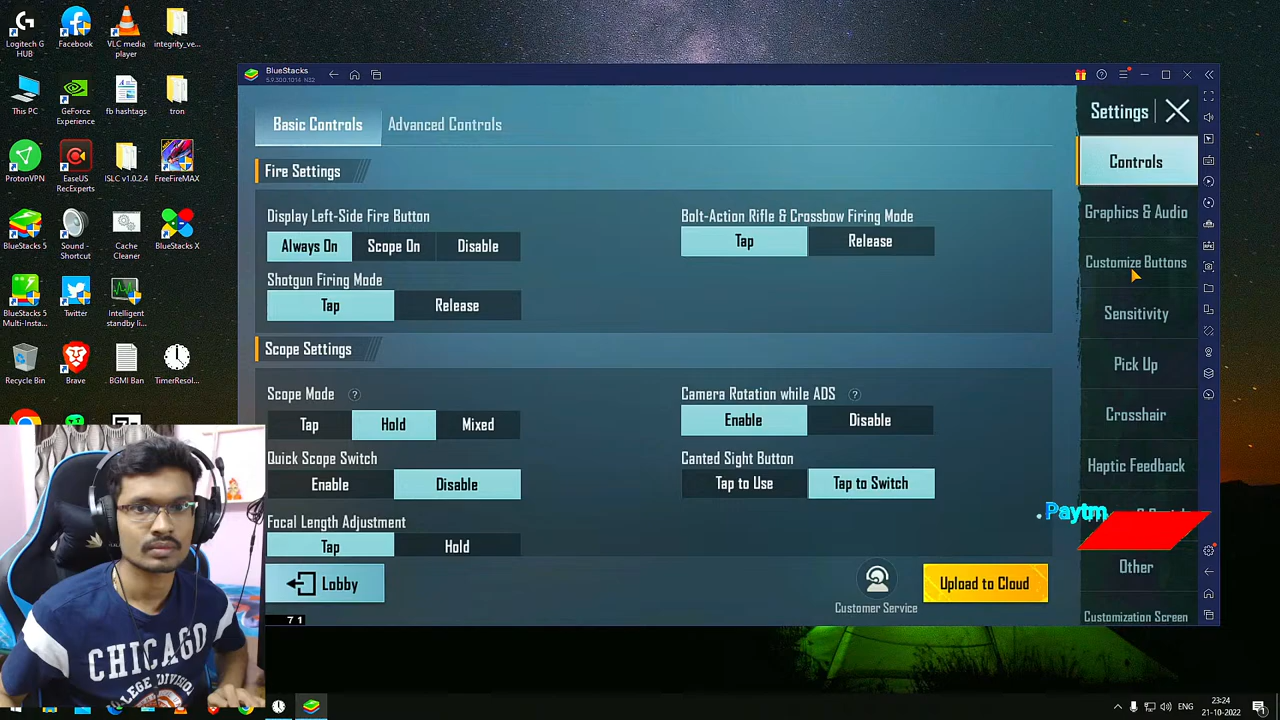 Logitech G
HUB
Facebook
VLC media
player
integrity_ve...
This PC
GeForce
Experience
fb hashtags
tron
ProtonVPN
EaseUS
RecExperts
ISLC v1.0.2.4
FreeFireMAX
BlueStacks 5
Sound -
Shortcut
Cache
Cleaner
BlueStacks X
BlueStacks 5
Multi-Insta...
Twitter
Intelligent
standby li...
Recycle Bin
Brave
BGMI Ban
TimerResol...
BlueStacks
5.9.300.1014 N32
Basic Controls
Advanced Controls
Fire Settings
Display Left-Side Fire Button
Always On
Scope On
Disable
Bolt-Action Rifle & Crossbow Firing Mode
Tap
Release
Shotgun Firing Mode
Tap
Release
Scope Settings
Scope Mode ?
Tap
Hold
Mixed
Camera Rotation while ADS ?
Enable
Disable
Quick Scope Switch
Enable
Disable
Canted Sight Button
Tap to Use
Tap to Switch
Focal Length Adjustment
Tap
Hold
Lobby
Customer Service
Upload to Cloud
Settings
Controls
Graphics & Audio
Customize Buttons
Sensitivity
Pick Up
Crosshair
Haptic Feedback
Paytm
Other
Customization Screen
71
CHICAGO
ENG
23:24
21-10-2022